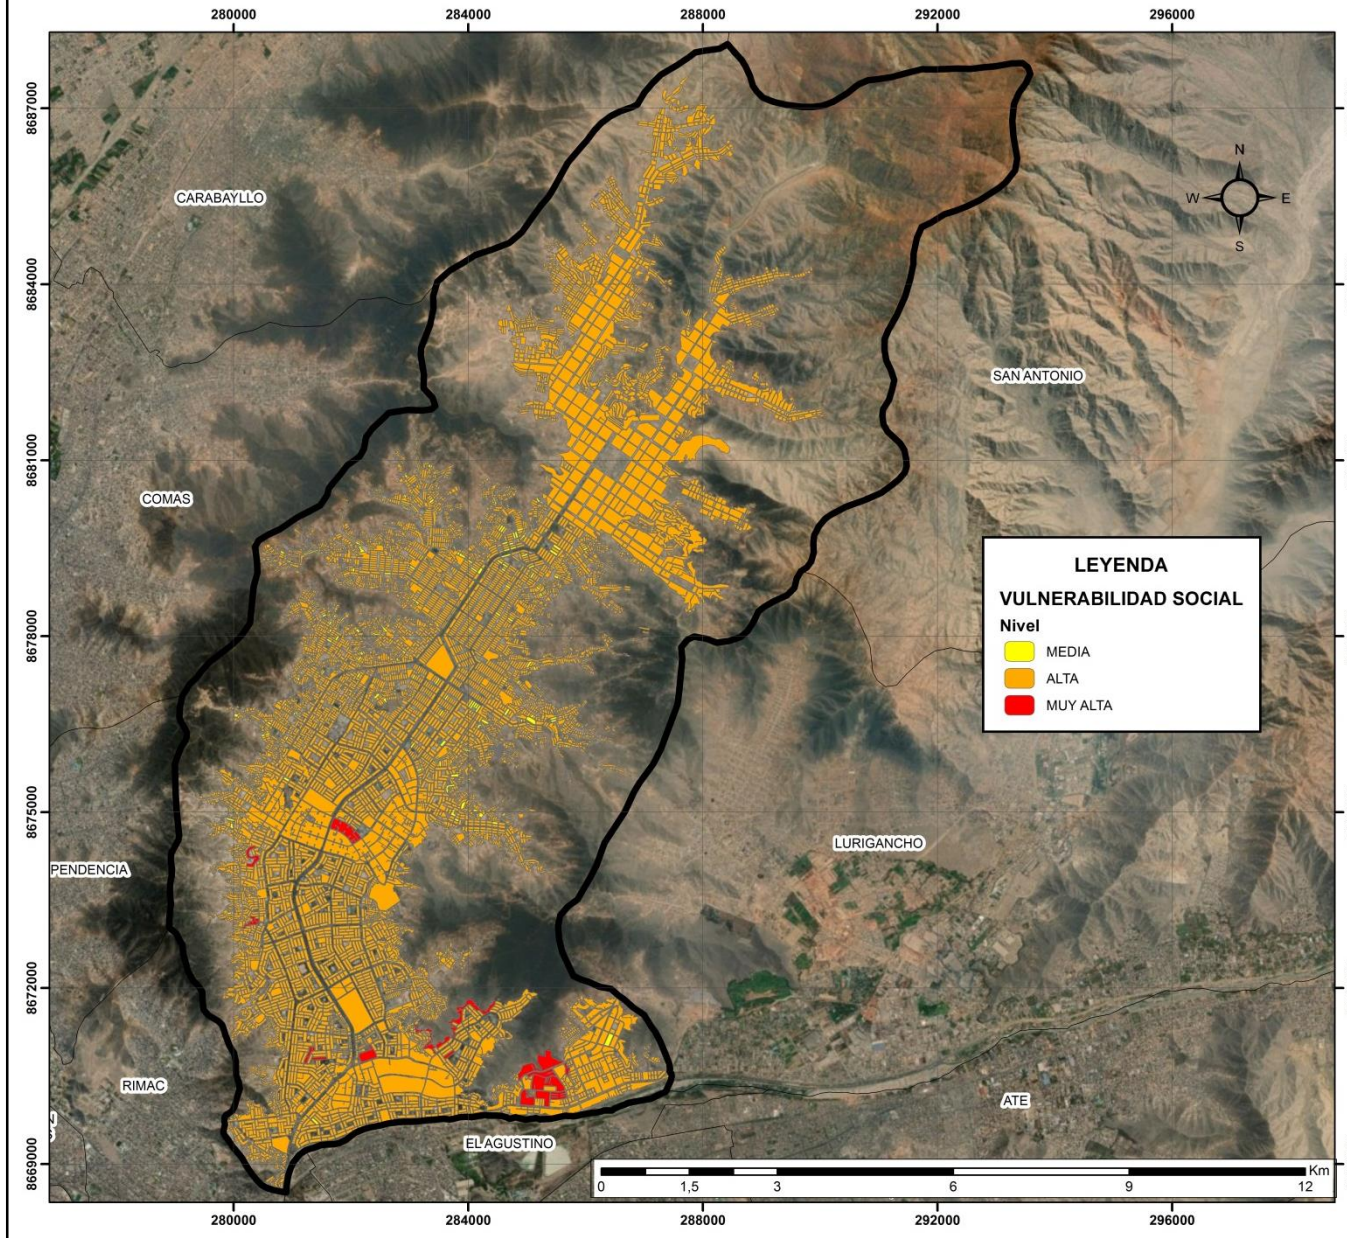 280000 284000 288000 292000 296000
8687000
CARABAYLLO
N
W E
S
8684000
SAN ANTONIO
8681000
COMAS
LEYENDA
VULNERABILIDAD SOCIAL
Nivel
MEDIA
ALTA
MUY ALTA
8678000
8675000
LURIGANCHO
PENDENCIA
8672000
RIMAC
ATE
EL AGUSTINO
8669000
Km
0 1,5 3 6 9 12
280000 284000 288000 292000 296000